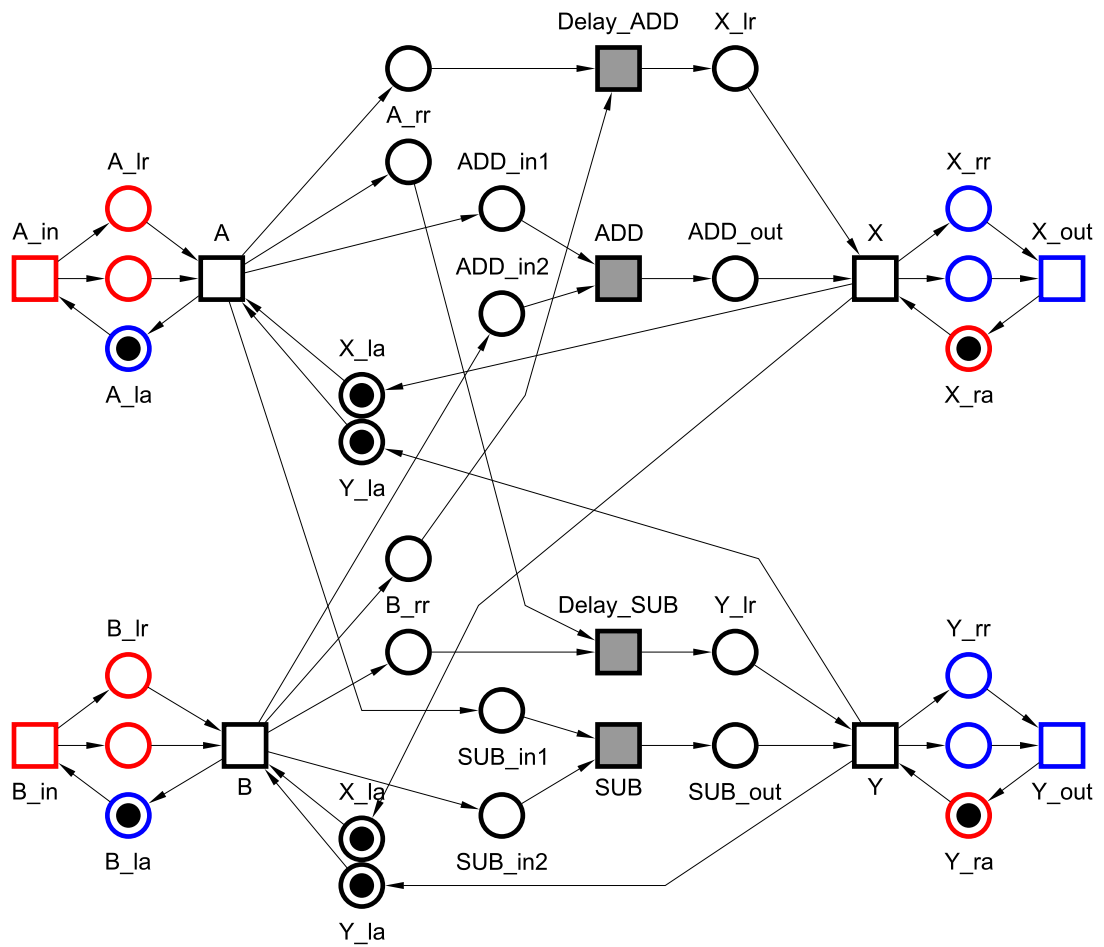 Delay_ADD
X_lr
A_rr
A_lr
ADD_in1
X_rr
A_in
A
ADD
ADD_out
X
X_out
ADD_in2
X_la
A_la
X_ra
Y_la
B_rr
Delay_SUB
Y_lr
B_lr
Y_rr
SUB_in1
B_in
B
X_la
SUB
SUB_out
Y
Y_out
B_la
SUB_in2
Y_ra
Y_la